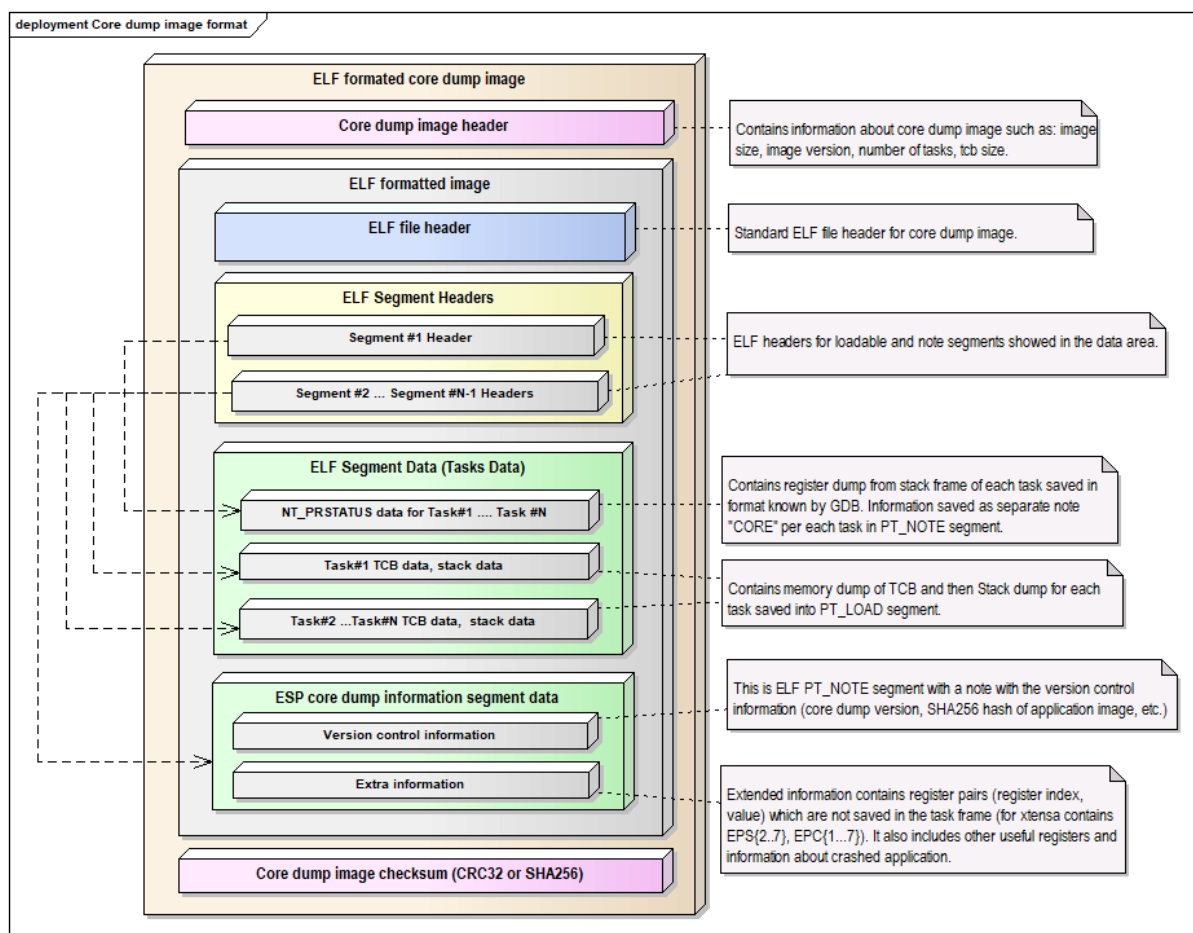 deployment Core dump image format
ELF formated core dump image
Core dump image header
Contains information about core dump image such as: image
size, image version, number of tasks, tcb size.
ELF formatted image
ELF file header
Standard ELF file header for core dump image.
ELF Segment Headers
Segment #1 Header
ELF headers for loadable and note segments showed in the data area.
Segment #2 ... Segment #N-1 Headers
ELF Segment Data (Tasks Data)
Contains register dump from stack frame of each task saved in
format known by GDB. Information saved as separate note
"CORE" per each task in PT_NOTE segment.
NT_PRSTATUS data for Task#1 .... Task #N
Task#1 TCB data, stack data
Contains memory dump of TCB and then Stack dump for each
task saved into PT_LOAD segment.
Task#2 ...Task#N TCB data, stack data
ESP core dump information segment data
This is ELF PT_NOTE segment with a note with the version control
information (core dump version, SHA256 hash of application image, etc.)
Version control information
Extra information
Extended information contains register pairs (register index,
value) which are not saved in the task frame (for xtensa contains
EPS{2..7}, EPC{1...7}). It also includes other useful registers and
information about crashed application.
Core dump image checksum (CRC32 or SHA256)